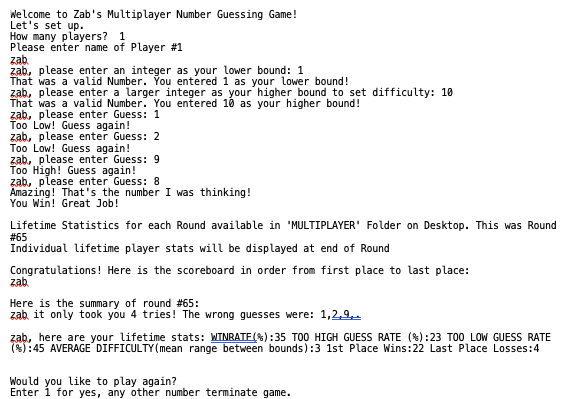 Welcome to Zab's Multiplayer Number Guessing Game!
Let's set up.
How many players?  1
Please enter name of Player #1
zab
zab, please enter an integer as your lower bound: 1
That was a valid Number. You entered 1 as your lower bound!
zab, please enter a larger integer as your higher bound to set difficulty: 10
That was a valid Number. You entered 10 as your higher bound!
zab, please enter Guess: 1
Too Low! Guess again!
zab, please enter Guess: 2
Too Low! Guess again!
zab, please enter Guess: 9
Too High! Guess again!
zab, please enter Guess: 8
Amazing! That's the number I was thinking!
You Win! Great Job!

Lifetime Statistics for each Round available in 'MULTIPLAYER' Folder on Desktop. This was Round
#65
Individual lifetime player stats will be displayed at end of Round

Congratulations! Here is the scoreboard in order from first place to last place:
zab

Here is the summary of round #65:
zab it only took you 4 tries! The wrong guesses were: 1,2,9,.

zab, here are your lifetime stats: WINRATE(%):35 TOO HIGH GUESS RATE (%):23 TOO LOW GUESS RATE
(%):45 AVERAGE DIFFICULTY(mean range between bounds):3 1st Place Wins:22 Last Place Losses:4

Would you like to play again?
Enter 1 for yes, any other number terminate game.